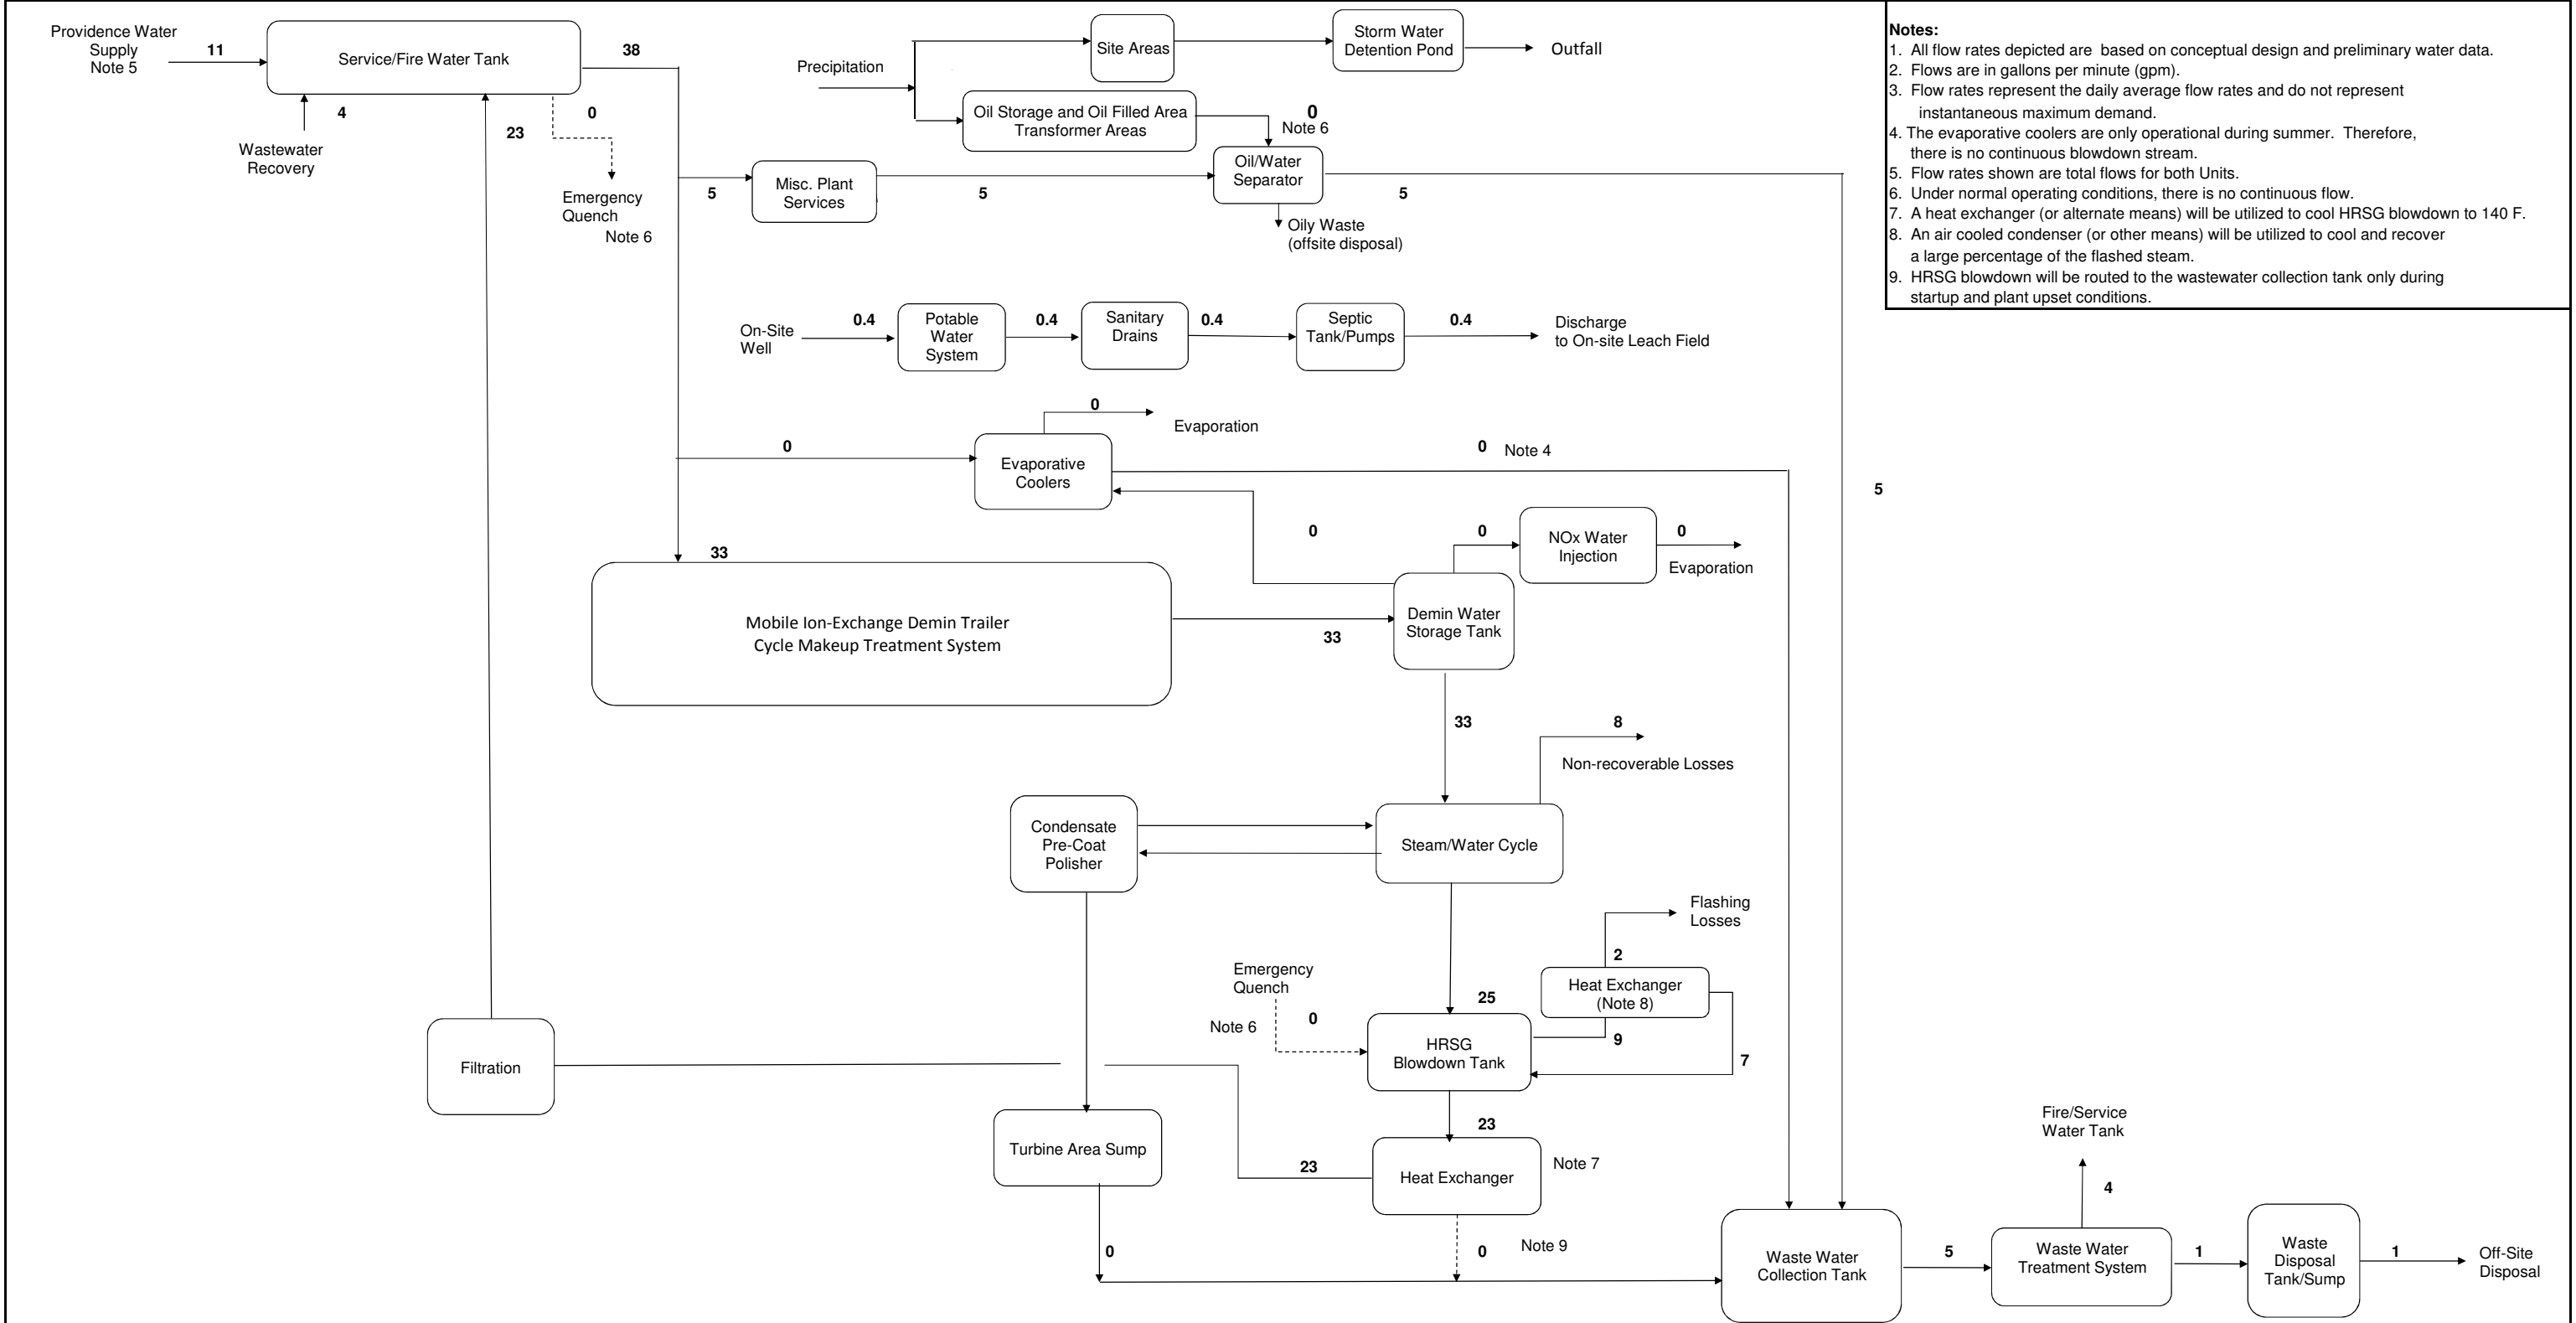 Providence Water
Supply
Note 5
11
Service/Fire Water Tank
38
4
Wastewater
Recovery
23
0
Emergency
Quench
Note 6
Precipitation
Site Areas
Storm Water
Detention Pond
Outfall
Oil Storage and Oil Filled Area
Transformer Areas
0
Note 6
5
Misc. Plant
Services
5
Oil/Water
Separator
5
Oily Waste
(offsite disposal)
Notes:
1. All flow rates depicted are based on conceptual design and preliminary water data.
2. Flows are in gallons per minute (gpm).
3. Flow rates represent the daily average flow rates and do not represent
instantaneous maximum demand.
4. The evaporative coolers are only operational during summer. Therefore,
there is no continuous blowdown stream.
5. Flow rates shown are total flows for both Units.
6. Under normal operating conditions, there is no continuous flow.
7. A heat exchanger (or alternate means) will be utilized to cool HRSG blowdown to 140 F.
8. An air cooled condenser (or other means) will be utilized to cool and recover
a large percentage of the flashed steam.
9. HRSG blowdown will be routed to the wastewater collection tank only during
startup and plant upset conditions.
On-Site
Well
0.4
Potable
Water
System
0.4
Sanitary
Drains
0.4
Septic
Tank/Pumps
0.4
Discharge
to On-site Leach Field
0
Evaporation
0
Evaporative
Coolers
0
Note 4
5
0
0
NOx Water
Injection
0
Evaporation
33
Mobile Ion-Exchange Demin Trailer
Cycle Makeup Treatment System
33
Demin Water
Storage Tank
33
8
Non-recoverable Losses
Condensate
Pre-Coat
Polisher
Steam/Water Cycle
Flashing
Losses
2
Heat Exchanger
(Note 8)
Emergency
Quench
25
Note 6
0
HRSG
Blowdown Tank
9
7
Filtration
23
Turbine Area Sump
23
Heat Exchanger
Note 7
0
0
Note 9
Waste Water
Collection Tank
5
Fire/Service
Water Tank
4
Waste Water
Treatment System
1
Waste
Disposal
Tank/Sump
1
Off-Site
Disposal